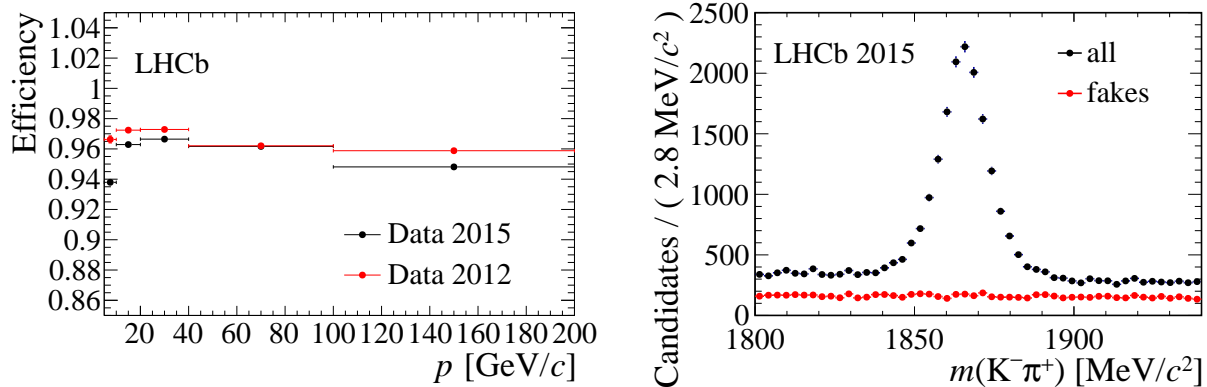 Efficiency
1.04
1.02
1
0.98
0.96
0.94
0.92
0.9
0.88
0.86
LHCb
Data 2015
Data 2012
20 40 60 80 100 120 140 160 180 200
p [GeV/c]
Candidates / ( 2.8 MeV/c²)
2500
2000
1500
1000
500
0
LHCb 2015
all
fakes
1800 1850 1900
m(K⁻π⁺) [MeV/c²]